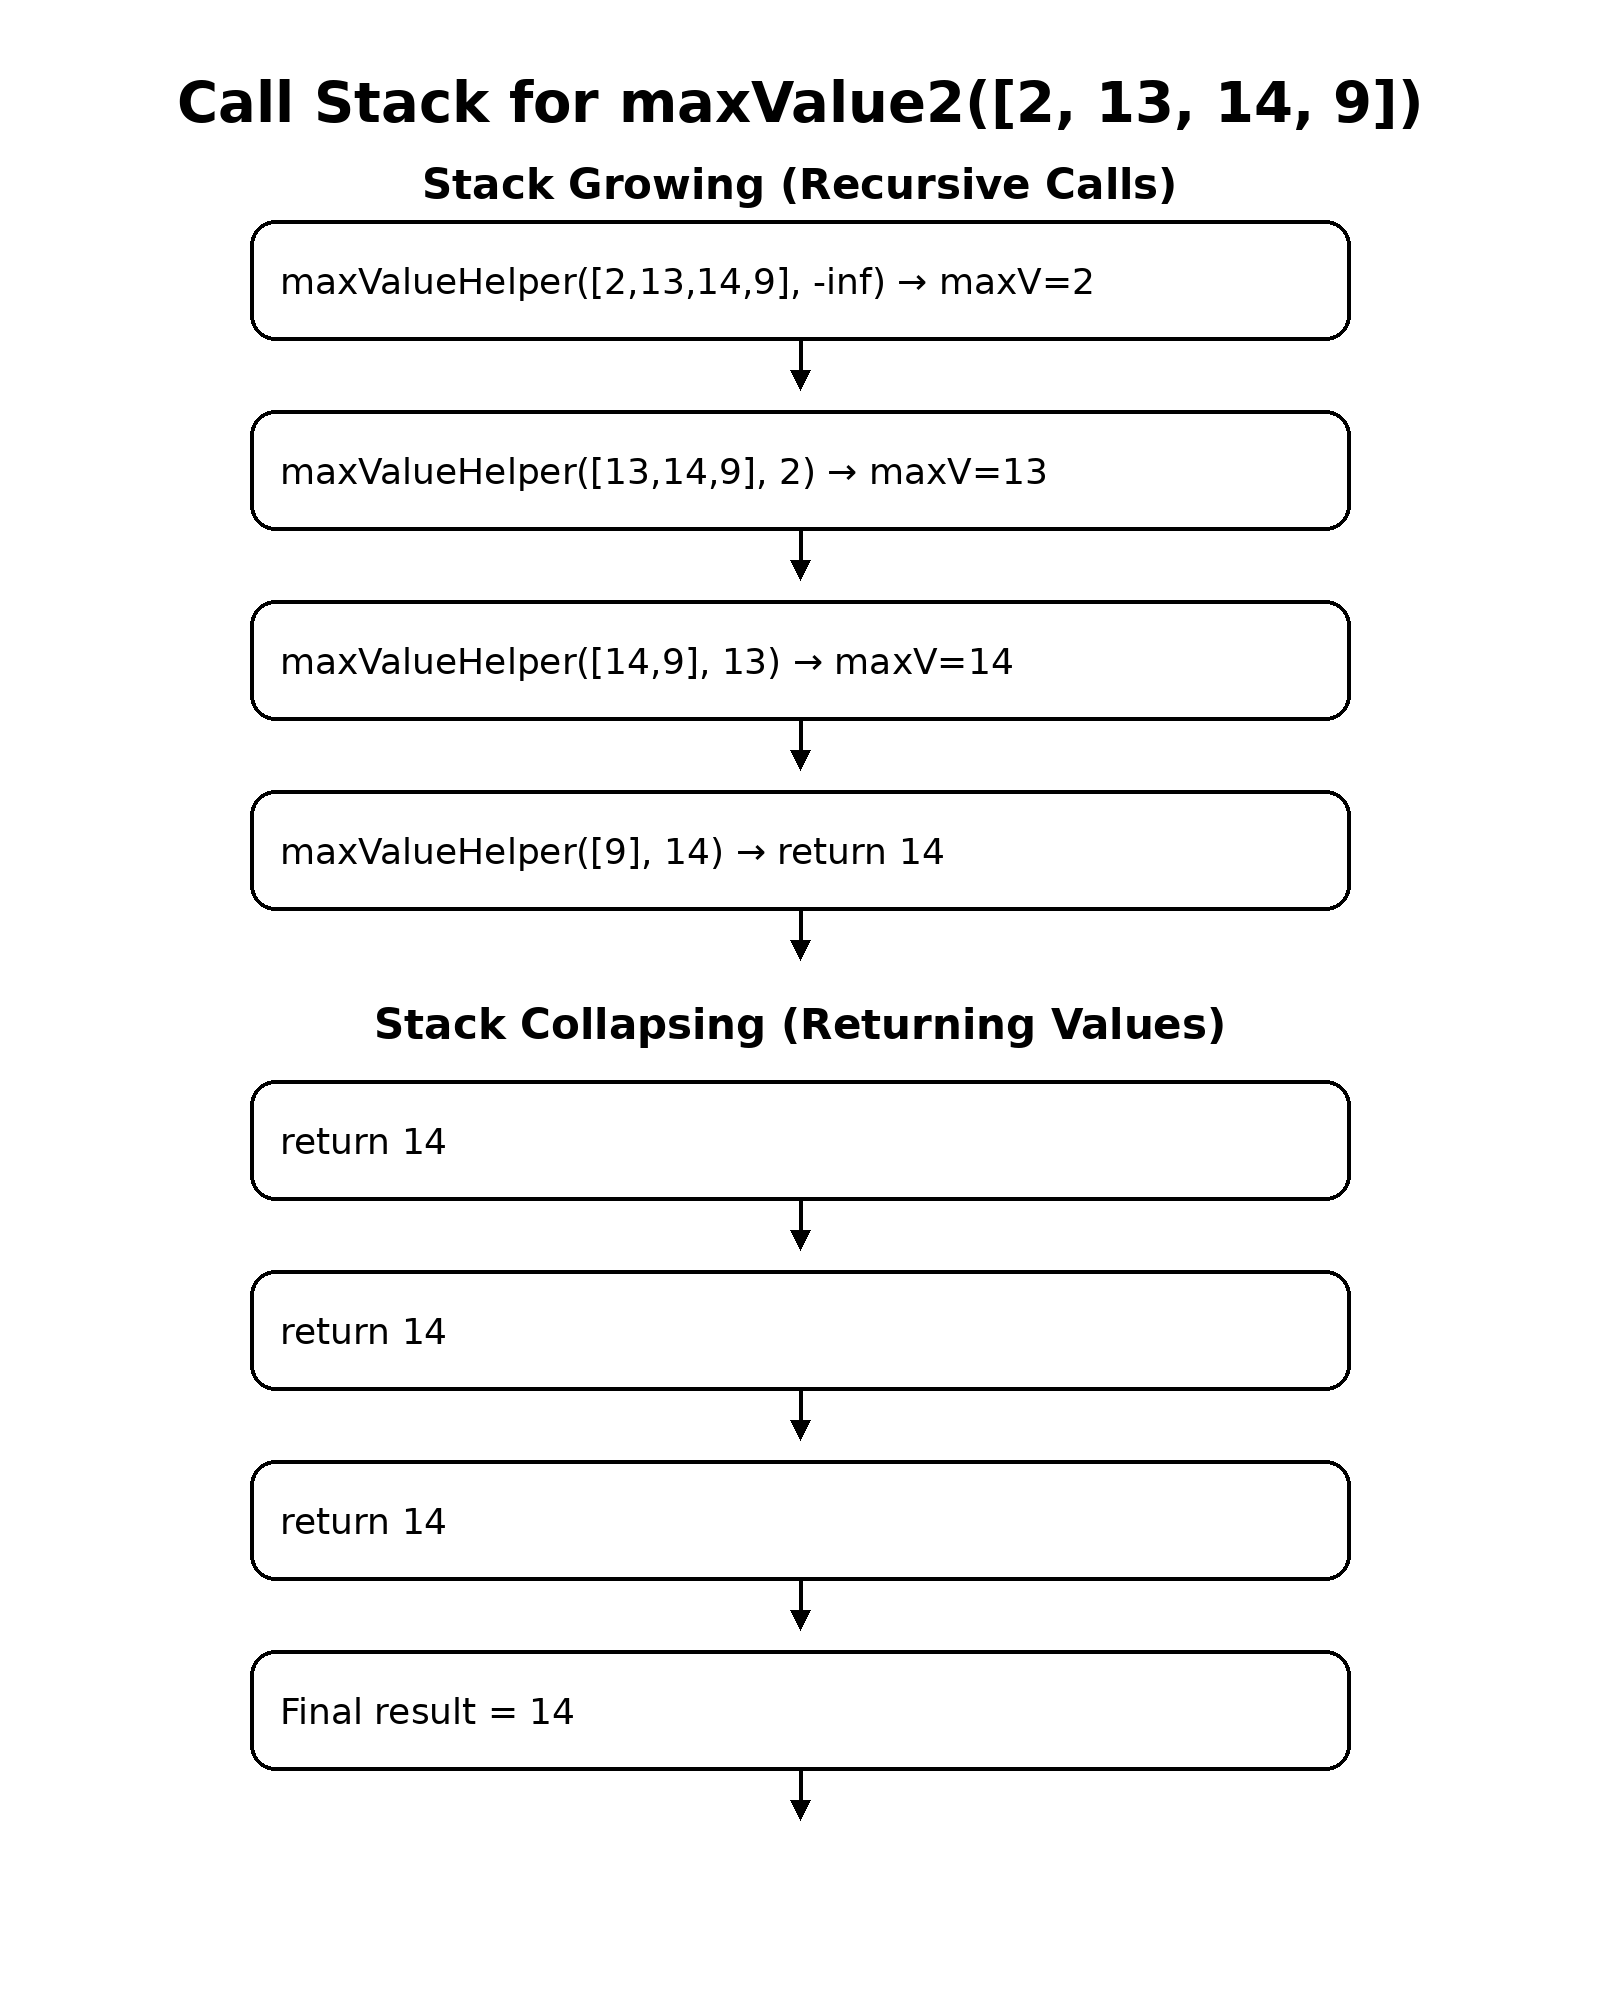 Call Stack for maxValue2([2, 13, 14, 9])
Stack Growing (Recursive Calls)
maxValueHelper([2,13,14,9], -inf) → maxV=2
maxValueHelper([13,14,9], 2) → maxV=13
maxValueHelper([14,9], 13) → maxV=14
maxValueHelper([9], 14) → return 14
Stack Collapsing (Returning Values)
return 14
return 14
return 14
Final result = 14